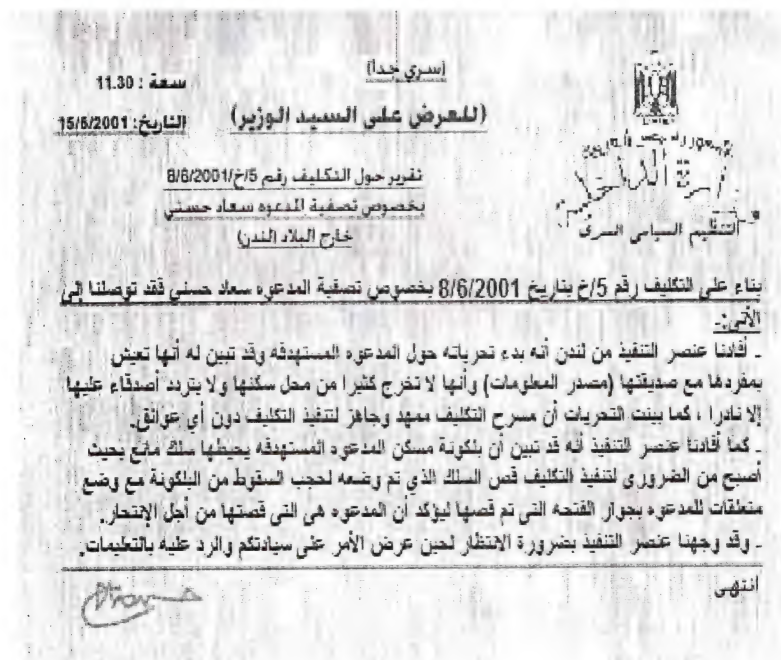 (سري جدا)
سعة : 11.30
(للعرض على السيد الوزير)
التاريخ: 15/6/2001
تقرير حول التكليف رقم 5/خ/8/6/2001
بخصوص تصفية المدعوه سعاد حسني
خارج البلاد (لندن)
التنظيم السياسي السرى
بناء على التكليف رقم 5/خ بتاريخ 8/6/2001 بخصوص تصفية المدعوه سعاد حسني فقد توصلنا إلى
الأتي:-
ـ أفادنا عنصر التنفيذ من لندن أنه بدء تحرياته حول المدعوه المستهدفه وقد تبين له أنها تعيش
بمفردها مع صديقتها (مصدر المعلومات) وأنها لا تخرج كثيرا من محل سكنها ولا يتردد أصدقاء عليها
إلا نادرا ، كما بينت التحريات أن مسرح التكليف ممهد وجاهز لتنفيذ التكليف دون أي عوائق.
ـ كما أفادنا عنصر التنفيذ أنه قد تبين أن بلكونة مسكن المدعوه المستهدفه يحيطها سلك مانع بحيث
أصبح من الضروري لتنفيذ التكليف قص السلك الذي تم وضعه لحجب السقوط من البلكونة مع وضع
متعلقات للمدعوه بجوار الفتحه التى تم قصها ليؤكد أن المدعوه هى التى قصتها من أجل الإنتحار.
ـ وقد وجهنا عنصر التنفيذ بضرورة الانتظار لحين عرض الأمر على سيادتكم والرد عليه بالتعليمات.
انتهى